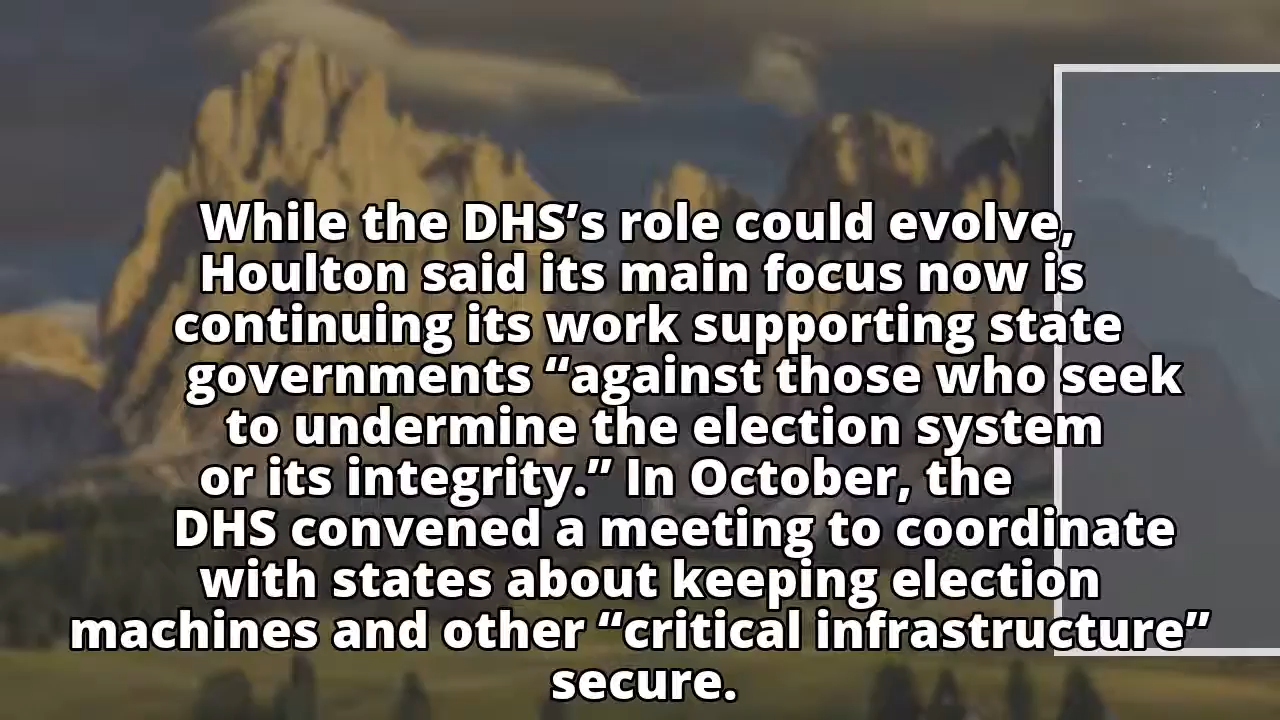 While the DHS’s role could evolve,
Houlton said its main focus now is
continuing its work supporting state
governments “against those who seek
to undermine the election system
or its integrity.” In October, the
DHS convened a meeting to coordinate
with states about keeping election
machines and other “critical infrastructure”
secure.